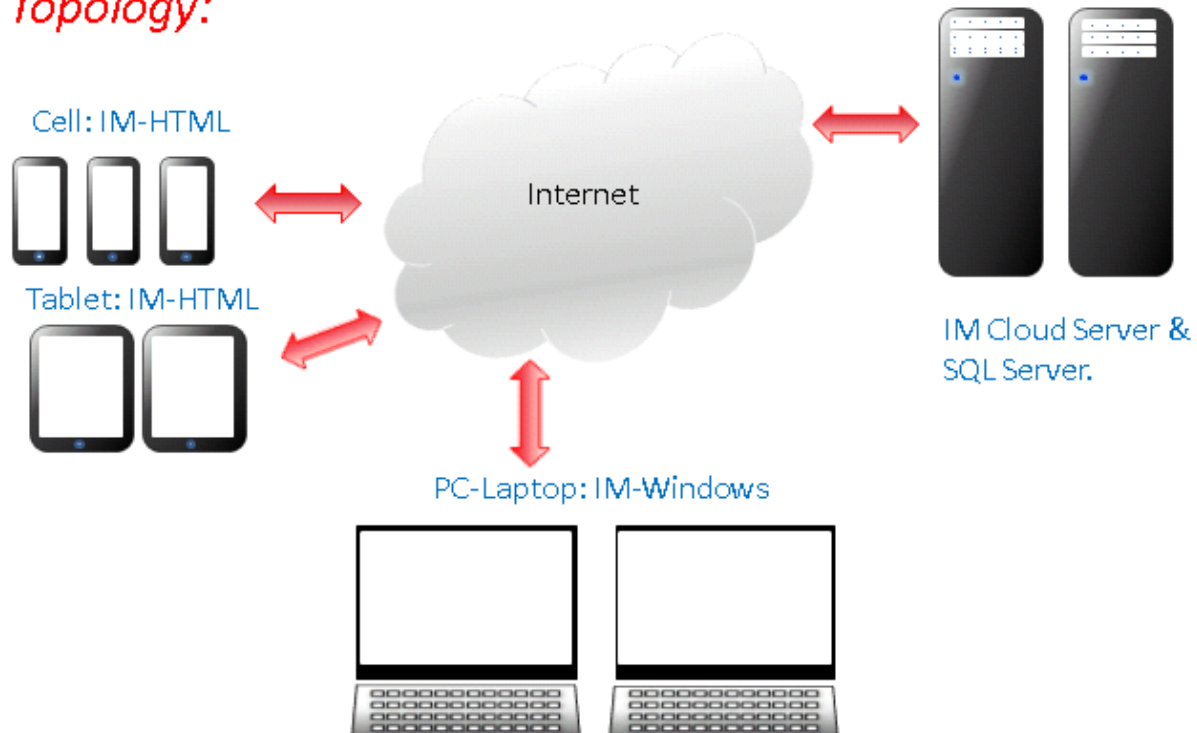 Topology:
Cell: IM-HTML
Internet
Tablet: IM-HTML
IM Cloud Server &
SQL Server.
PC-Laptop: IM-Windows